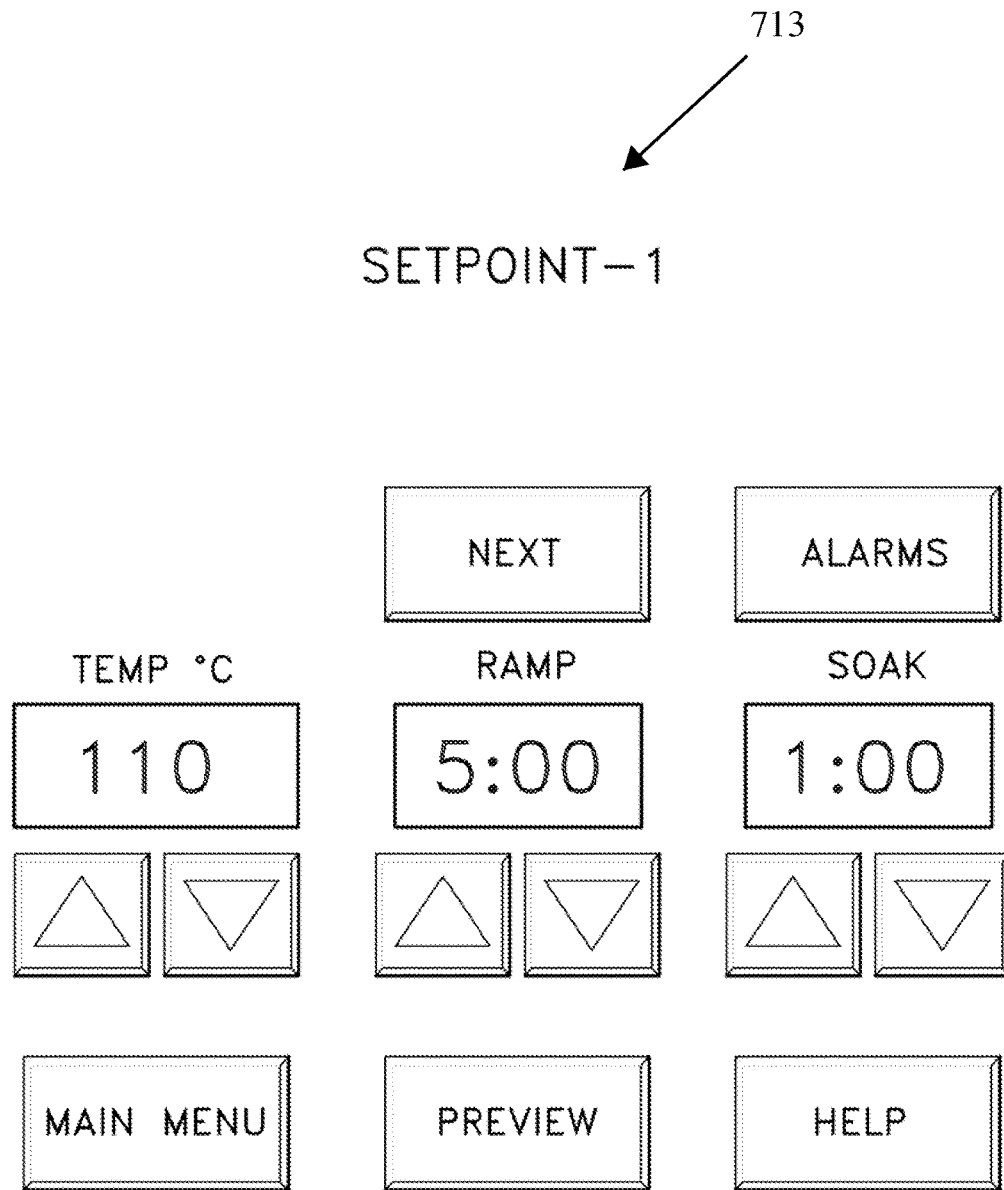 713
SETPOINT-1
NEXT ALARMS
TEMP °C RAMP SOAK
110 5:00 1:00
MAIN MENU PREVIEW HELP